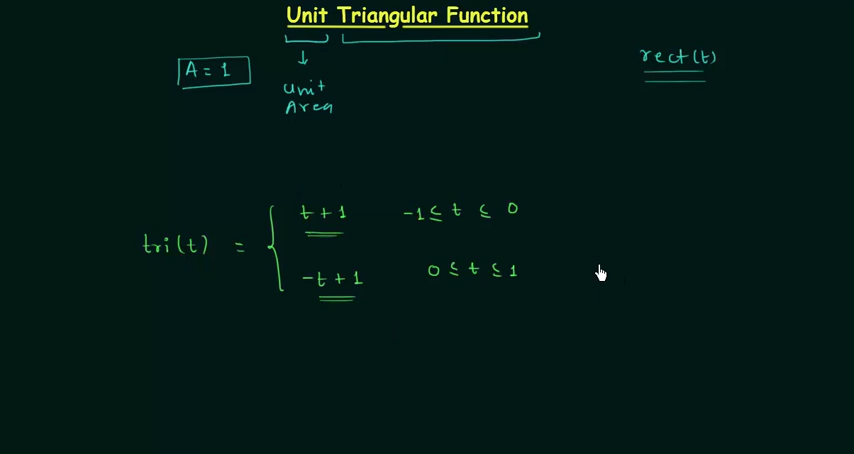 Unit Triangular Function
A = 1
unit
Area
rect(t)
tri(t) = { t + 1 -1 ≤ t ≤ 0
-t + 1 0 ≤ t ≤ 1